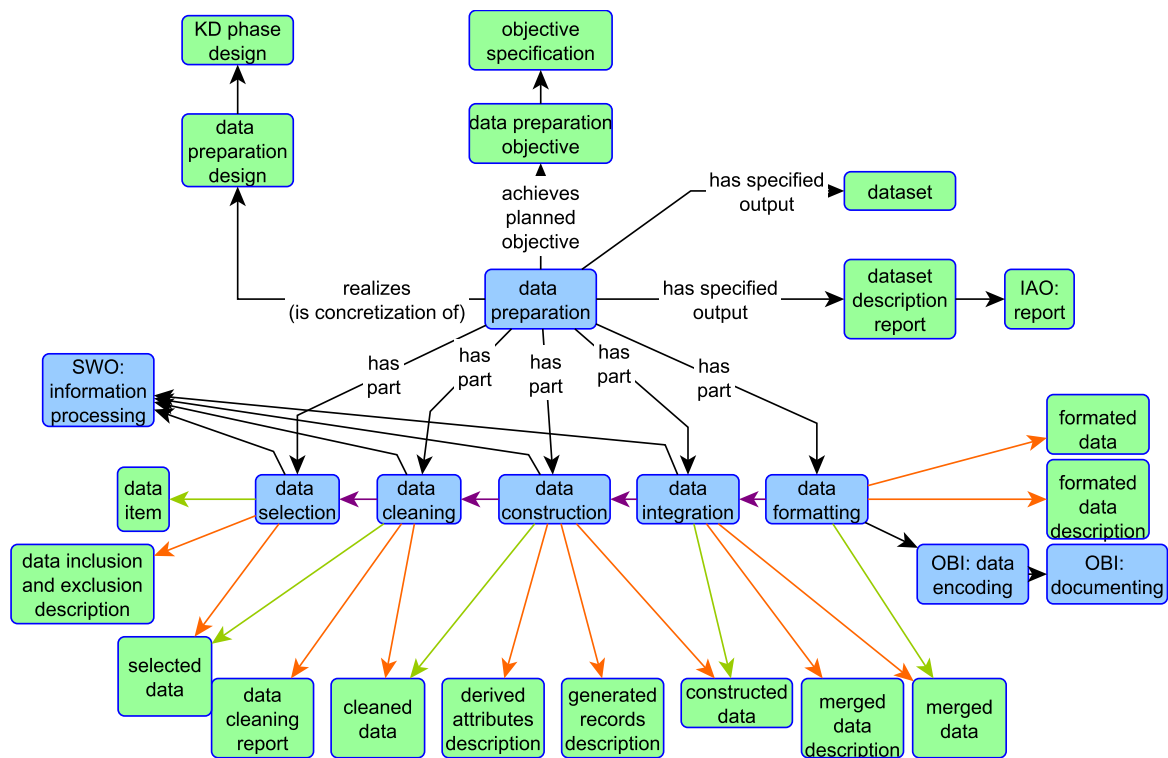 KD phase
design
objective
specification
data
preparation
design
data preparation
objective
has specified
output
dataset
achieves
planned
objective
realizes
(is concretization of)
data
preparation
has specified
output
dataset
description
report
IAO:
report
SWO:
information
processing
has
part
has
part
has
part
has
part
has
part
formated
data
data
item
data
selection
data
cleaning
data
construction
data
integration
data
formatting
formated
data
description
data inclusion
and exclusion
description
OBI: data
encoding
OBI:
documenting
selected
data
data
cleaning
report
cleaned
data
derived
attributes
description
generated
records
description
constructed
data
merged
data
description
merged
data